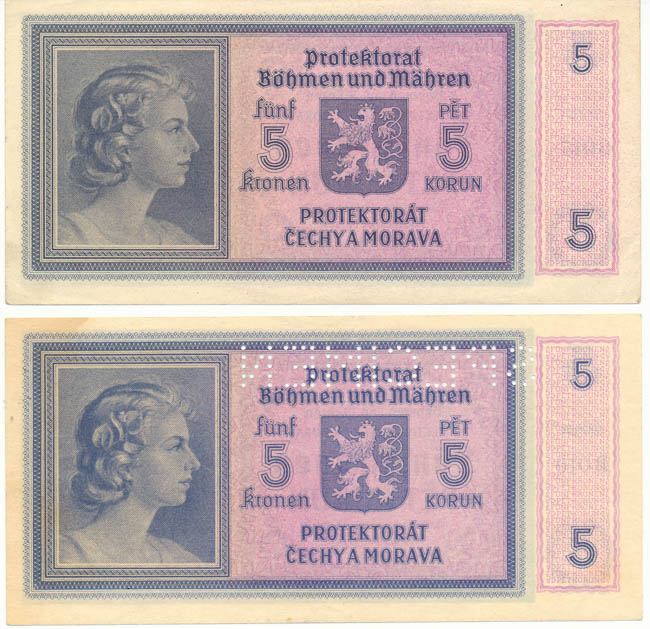 Protektorat
Böhmen und Mähren
fünf PĚT
5 5
Kronen KORUN
PROTEKTORÁT
ČECHY A MORAVA
5
5
Protektorat
Böhmen und Mähren
fünf PĚT
5 5
Kronen KORUN
PROTEKTORÁT
ČECHY A MORAVA
5
5